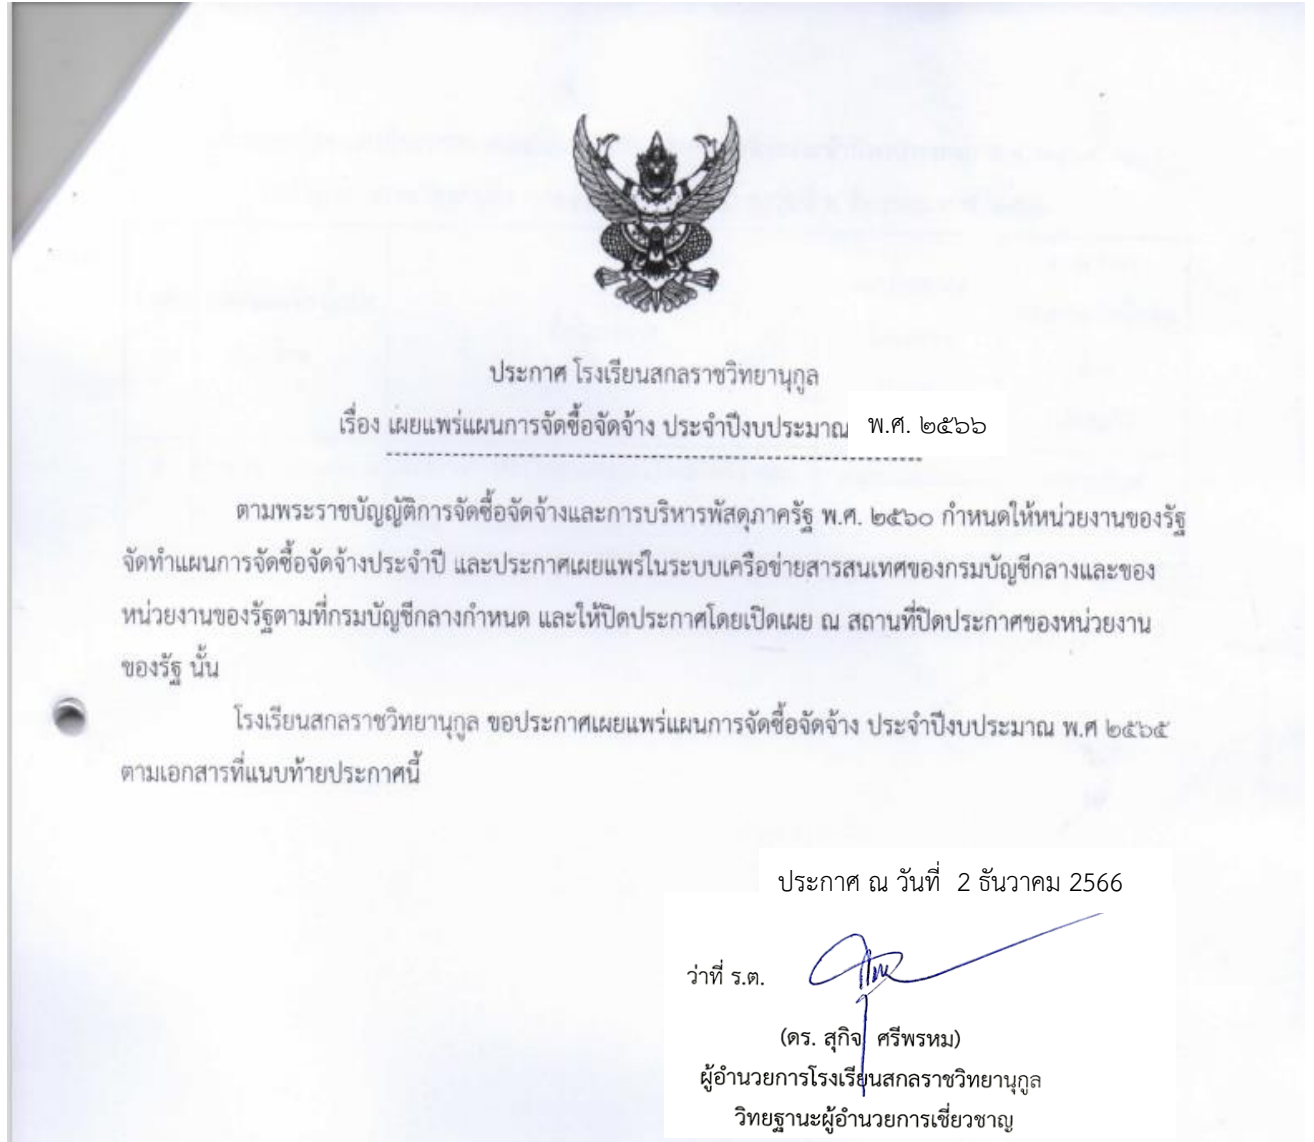 ประกาศ โรงเรียนสกลราชวิทยานุกูล
เรื่อง เผยแพร่แผนการจัดซื้อจัดจ้าง ประจำปีงบประมาณ พ.ศ. ๒๕๖๖
ตามพระราชบัญญัติการจัดซื้อจัดจ้างและการบริหารพัสดุภาครัฐ พ.ศ. ๒๕๖๐ กำหนดให้หน่วยงานของรัฐ
จัดทำแผนการจัดซื้อจัดจ้างประจำปี และประกาศเผยแพร่ในระบบเครือข่ายสารสนเทศของกรมบัญชีกลางและของ
หน่วยงานของรัฐตามที่กรมบัญชีกลางกำหนด และให้ปิดประกาศโดยเปิดเผย ณ สถานที่ปิดประกาศของหน่วยงาน
ของรัฐ นั้น
โรงเรียนสกลราชวิทยานุกูล ขอประกาศเผยแพร่แผนการจัดซื้อจัดจ้าง ประจำปีงบประมาณ พ.ศ ๒๕๖๕
ตามเอกสารที่แนบท้ายประกาศนี้
ประกาศ ณ วันที่ 2 ธันวาคม 2566
ว่าที่ ร.ต.
(ดร. สุกิจ ศรีพรหม)
ผู้อำนวยการโรงเรียนสกลราชวิทยานุกูล
วิทยฐานะผู้อำนวยการเชี่ยวชาญ